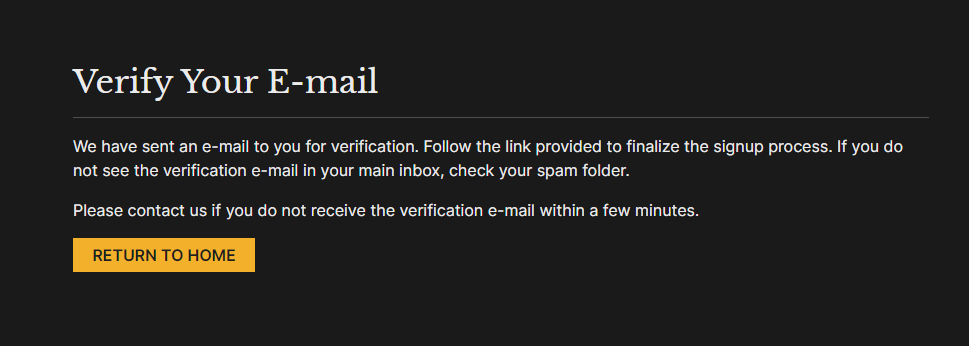 Verify Your E-mail
We have sent an e-mail to you for verification. Follow the link provided to finalize the signup process. If you do
not see the verification e-mail in your main inbox, check your spam folder.
Please contact us if you do not receive the verification e-mail within a few minutes.
RETURN TO HOME